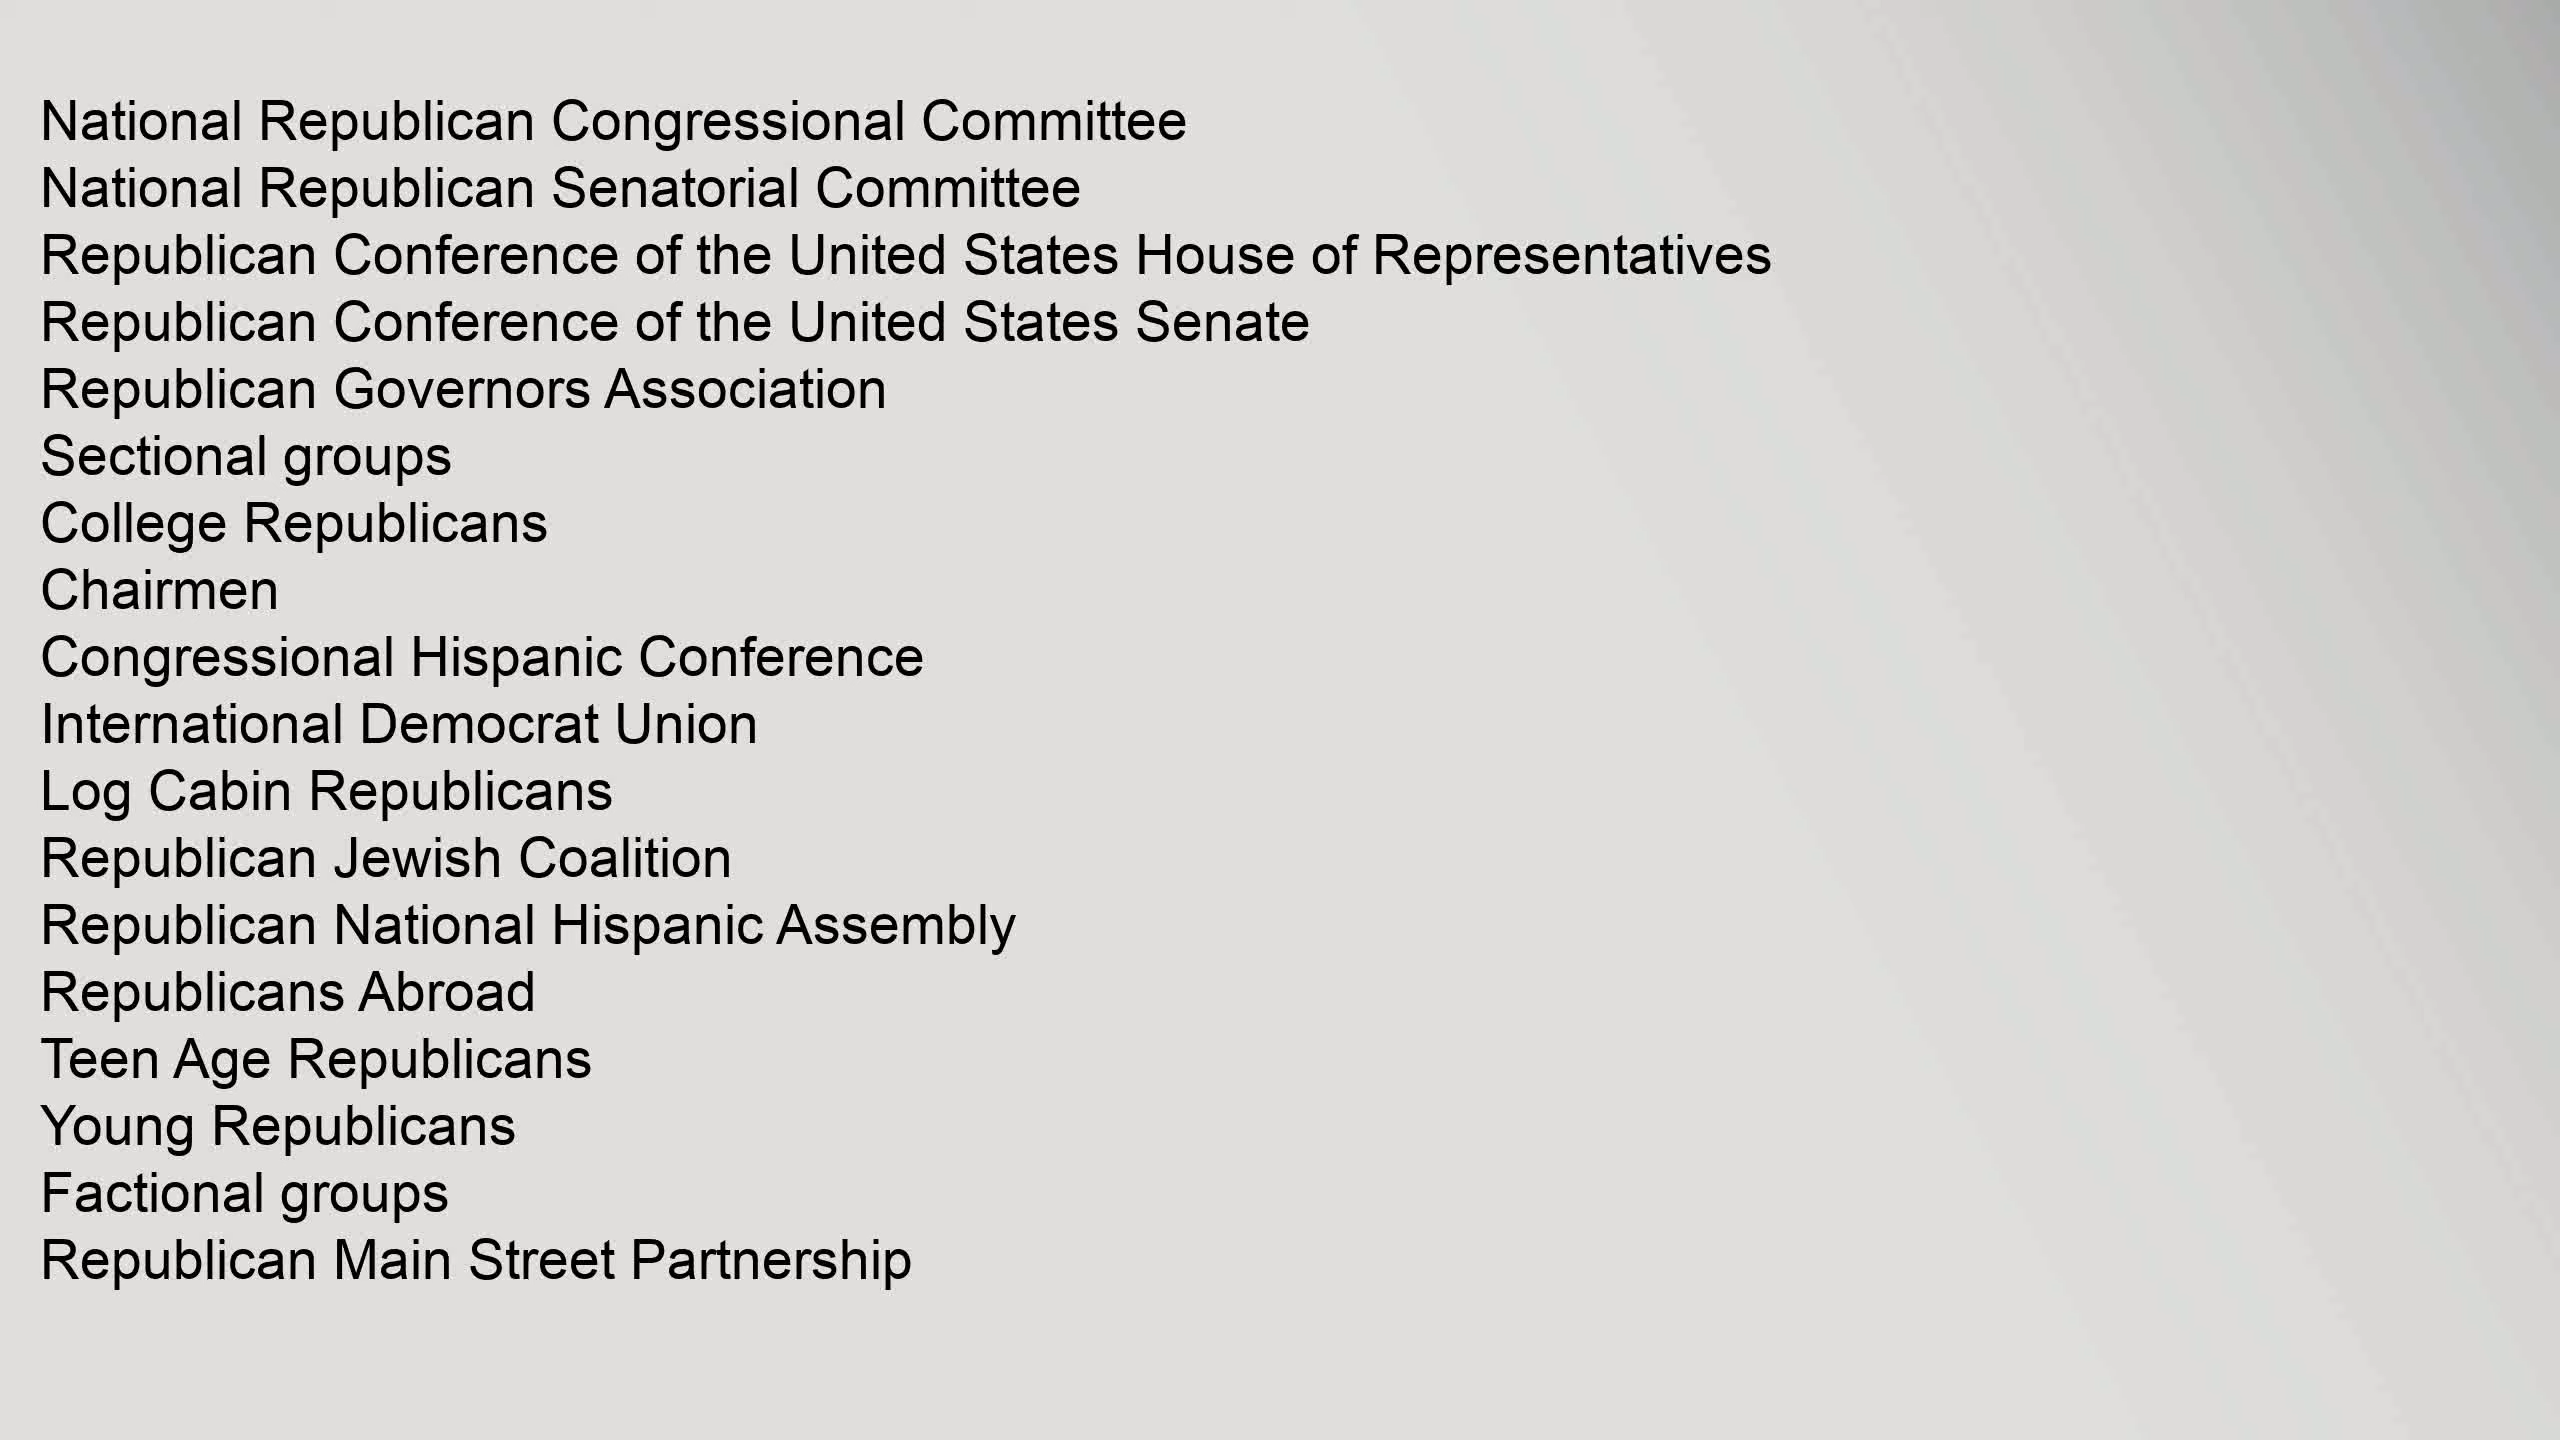 National Republican Congressional Committee
National Republican Senatorial Committee
Republican Conference of the United States House of Representatives
Republican Conference of the United States Senate
Republican Governors Association
Sectional groups
College Republicans
Chairmen
Congressional Hispanic Conference
International Democrat Union
Log Cabin Republicans
Republican Jewish Coalition
Republican National Hispanic Assembly
Republicans Abroad
Teen Age Republicans
Young Republicans
Factional groups
Republican Main Street Partnership